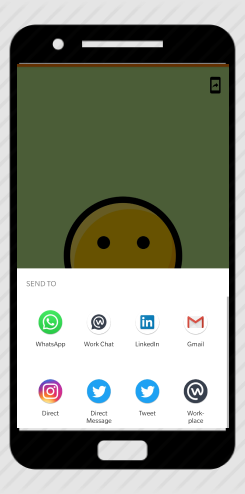 SEND TO
WhatsApp Work Chat LinkedIn Gmail
Direct Direct Message Tweet Work-place